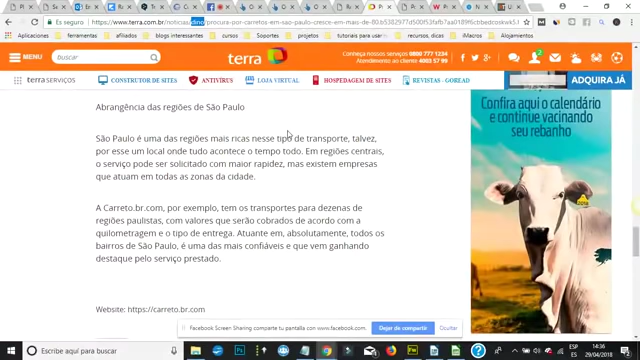 Es seguro
https://www.terra.com.br/noticias/dino/procura-por-carretos-em-sao-paulo-cresce-em-mais-de-80
Aplicaciones
fomentas
afiliados
blogs y foros
traductor
bancos
fotografo
tutoriais y mas
recursos, dicas
monitorizar
Noticias
MENU
Buscar
terra
Conheça nossos serviços 0800 777 1234
Atendimento ao cliente 4003 57 99
terra SERVIÇOS
CONSTRUTOR DE SITES
ANTIVÍRUS
LOJA VIRTUAL
HOSPEDAGEM DE SITES
REVISTAS - GOREAD
ADQUIRA JÁ
Abrangência das regiões de São Paulo
São Paulo é uma das regiões mais ricas nesse tipo de transporte, talvez,
por esse um local onde tudo acontece o tempo todo. Em regiões centrais,
o serviço pode ser solicitado com maior rapidez, mas existem empresas
que atuam em todas as zonas da cidade.
A Carreto.br.com, por exemplo, tem os transportes para dezenas de
regiões paulistas, com valores que serão cobrados de acordo com a
quilometragem e o tipo de entrega. Atuante em, absolutamente, todos os
bairros de São Paulo, é uma das mais confiáveis e que vem ganhando
destaque pelo serviço prestado.
Website: https://carreto.br.com
Confira aqui o calendário
e continue vacinando
seu rebanho
Facebook Screen Sharing comparte tu pantalla con www.facebook.com.
Dejar de compartir
Ocultar
Escribe aquí para buscar
ESP
ES
14:36
29/04/2018